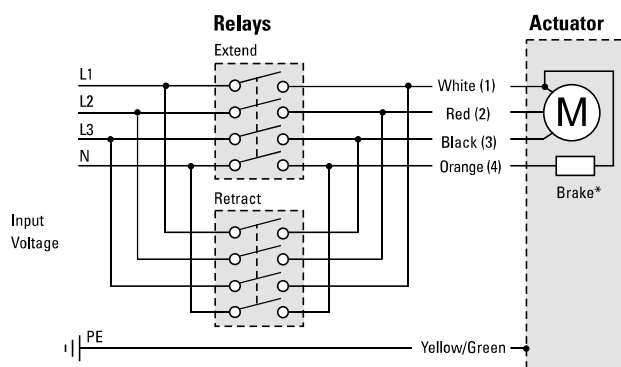 Relays
Actuator
Extend
L1
White (1)
L2
Red (2)
M
L3
Black (3)
N
Orange (4)
Brake*
Retract
Input
Voltage
PE
Yellow/Green